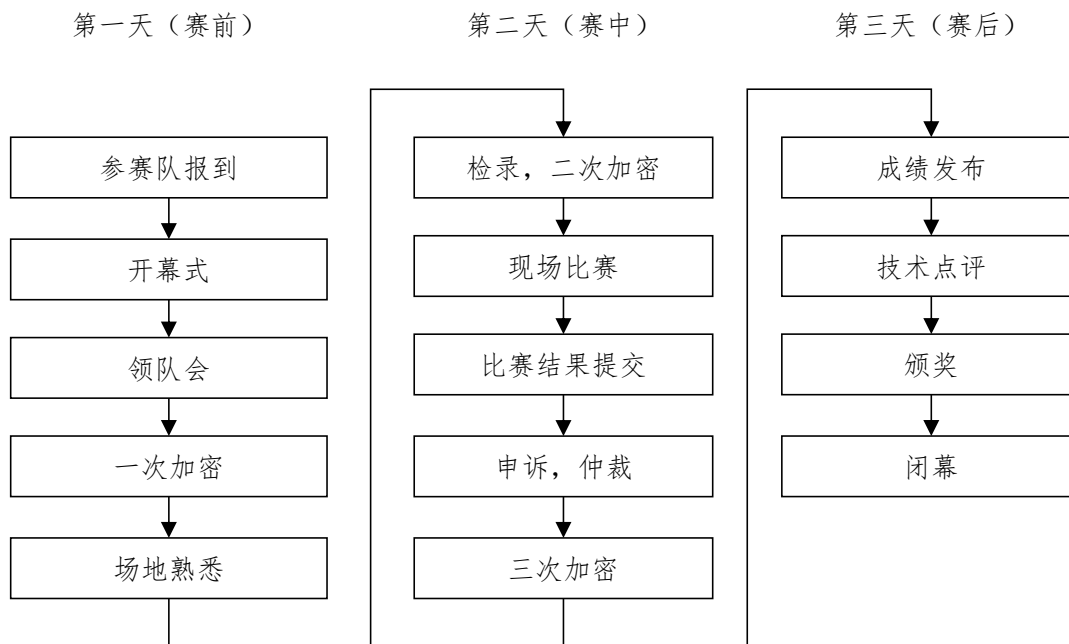 第一天（赛前）
参赛队报到
开幕式
领队会
一次加密
场地熟悉
第二天（赛中）
检录，二次加密
现场比赛
比赛结果提交
申诉，仲裁
三次加密
第三天（赛后）
成绩发布
技术点评
颁奖
闭幕